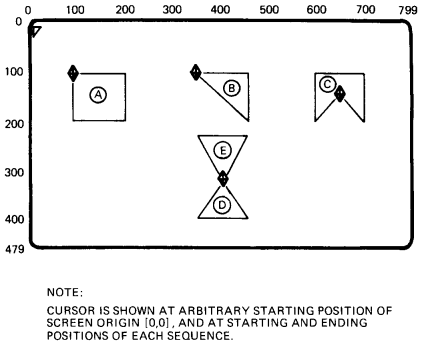 0 100 200 300 400 500 600 700 799
0
100
A B C
200
E
300
D
400
479
NOTE:
CURSOR IS SHOWN AT ARBITRARY STARTING POSITION OF
SCREEN ORIGIN [0,0], AND AT STARTING AND ENDING
POSITIONS OF EACH SEQUENCE.